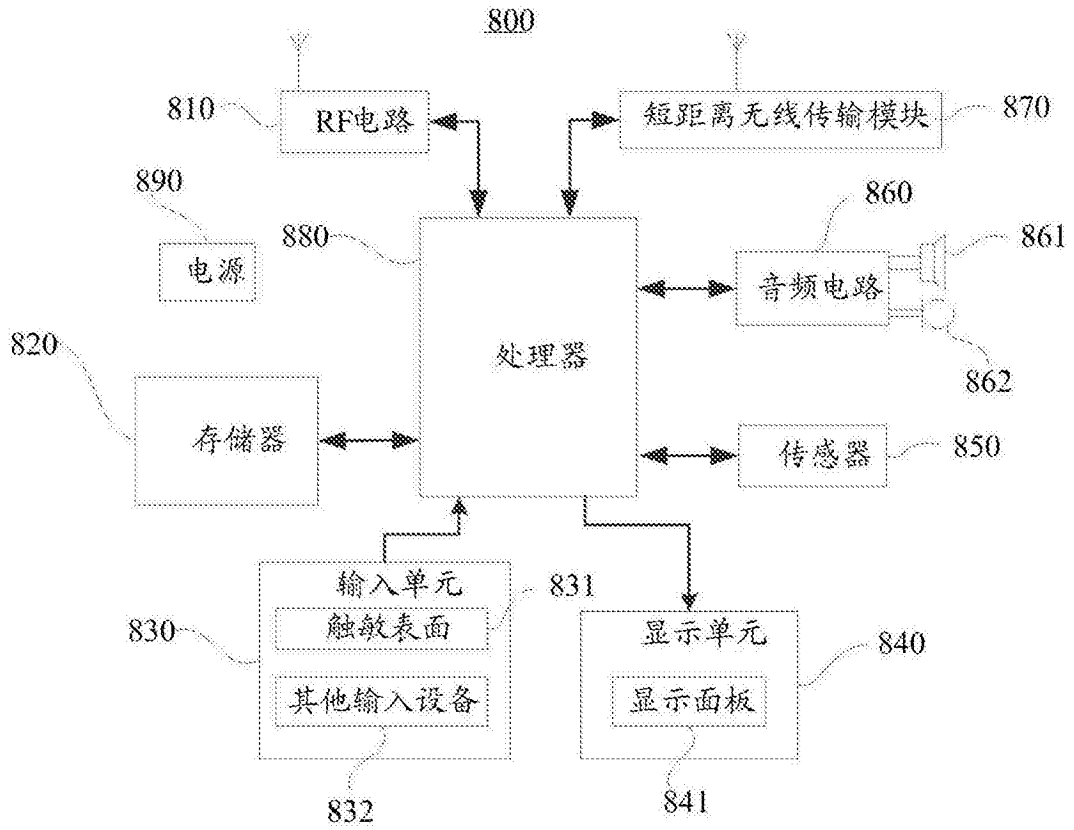 800
810
RF电路
短距离无线传输模块
870
890
电源
880
860
861
音频电路
862
处理器
820
存储器
传感器
850
输入单元
831
触敏表面
830
其他输入设备
832
显示单元
840
显示面板
841